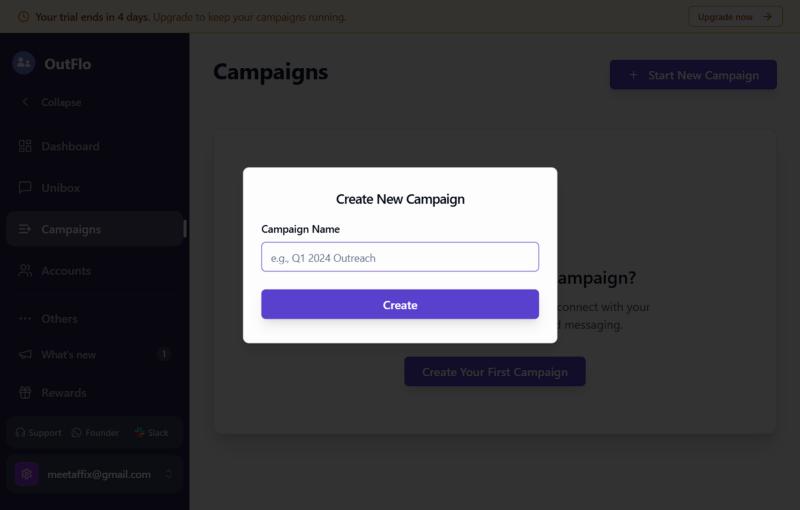 Your trial ends in 4 days. Upgrade to keep your campaigns running.
Upgrade now
OutFlo
Collapse
Dashboard
Unibox
Campaigns
Accounts
Others
What's new 1
Rewards
Support Founder Slack
meetaffix@gmail.com
Campaigns
+ Start New Campaign
Create New Campaign
Campaign Name
e.g., Q1 2024 Outreach
Create
ampaign?
connect with your
messaging.
Create Your First Campaign